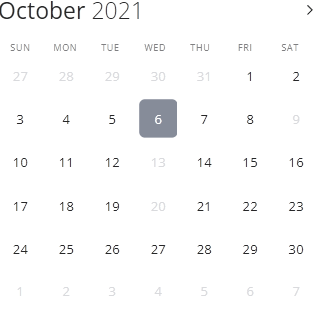 October 2021 >
SUN MON TUE WED THU FRI SAT
27 28 29 30 31 1 2
3 4 5 6 7 8 9
10 11 12 13 14 15 16
17 18 19 20 21 22 23
24 25 26 27 28 29 30
1 2 3 4 5 6 7